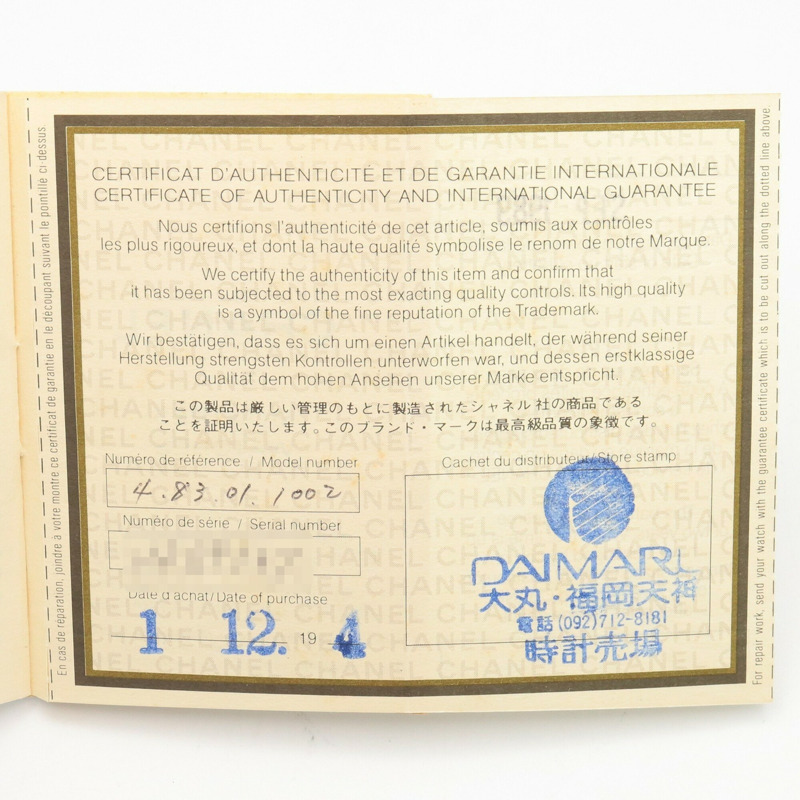 CERTIFICAT D'AUTHENTICITÉ ET DE GARANTIE INTERNATIONALE
CERTIFICATE OF AUTHENTICITY AND INTERNATIONAL GUARANTEE
Nous certifions l'authenticité de cet article, soumis aux contrôles
les plus rigoureux, et dont la haute qualité symbolise le renom de notre Marque.
We certify the authenticity of this item and confirm that
it has been subjected to the most exacting quality controls. Its high quality
is a symbol of the fine reputation of the Trademark.
Wir bestätigen, dass es sich um einen Artikel handelt, der während seiner
Herstellung strengsten Kontrollen unterworfen war, und dessen erstklassige
Qualität dem hohen Ansehen unserer Marke entspricht.
この製品は厳しい管理のもとに製造されたシャネル社の商品である
ことを証明いたします。このブランド・マークは最高級品質の象徴です。
Numéro de référence / Model number
4.83.01.1002
Numéro de série / Serial number
Date d'achat/Date of purchase
1 12. 19 4
Cachet du distributeur/Store stamp
DAIMARU
大丸・福岡天神
電話(092)712-8181
時計売場
En cas de réparation, joindre à votre montre ce certificat de garantie en le découpant suivant le pointillé ci dessus.
For repair work, send your watch with the guarantee certificate which is to be cut out along the dotted line above.